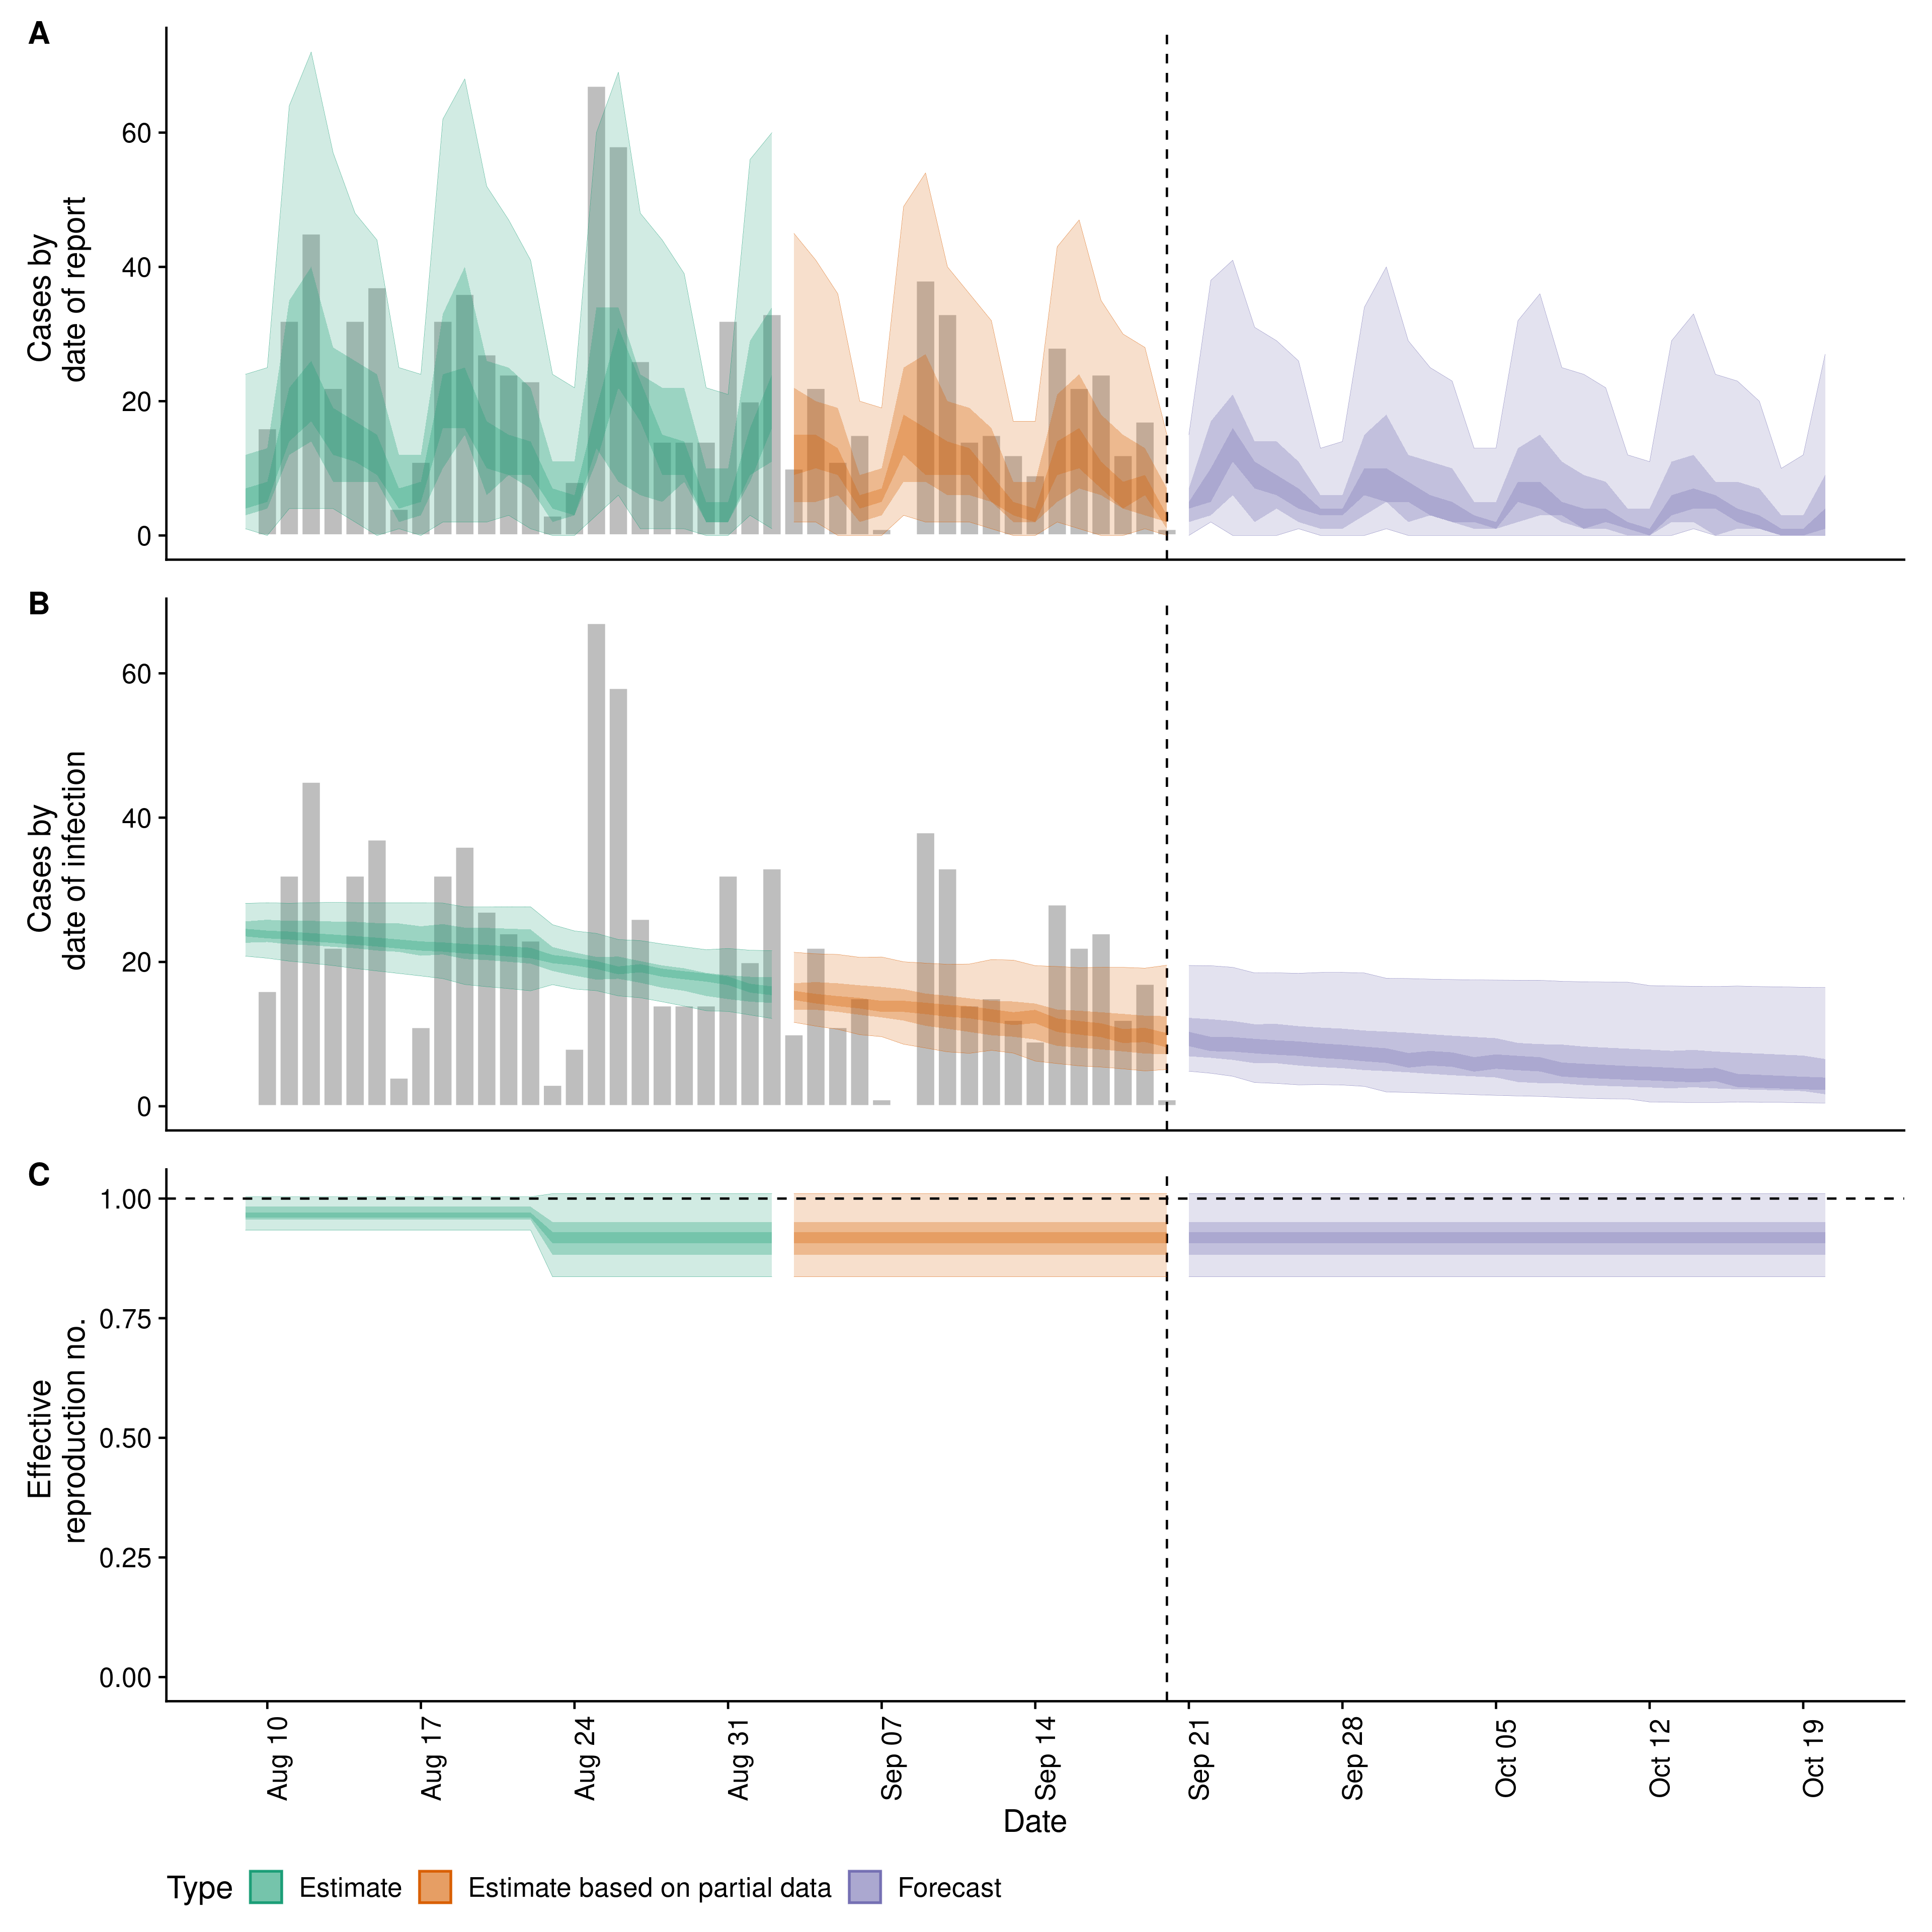 A
Cases by
date of report
60
40
20
0
B
Cases by
date of infection
60
40
20
0
C
Effective
reproduction no.
1.00
0.75
0.50
0.25
0.00
Aug 10
Aug 17
Aug 24
Aug 31
Sep 07
Sep 14
Sep 21
Sep 28
Oct 05
Oct 12
Oct 19
Date
Type
Estimate
Estimate based on partial data
Forecast